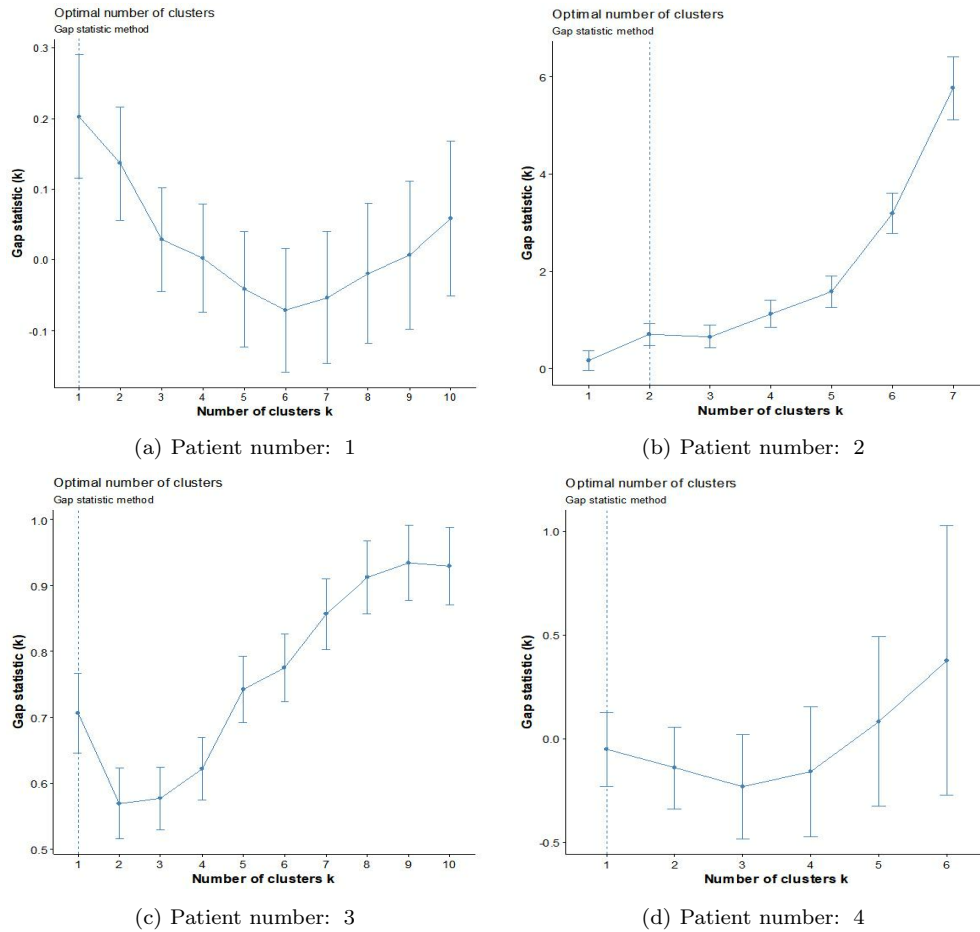 Optimal number of clusters
Gap statistic method
Gap statistic (k)
0.3
0.2
0.1
0.0
-0.1
1 2 3 4 5 6 7 8 9 10
Number of clusters k
(a) Patient number: 1
Optimal number of clusters
Gap statistic method
Gap statistic (k)
6
4
2
0
1 2 3 4 5 6 7
Number of clusters k
(b) Patient number: 2
Optimal number of clusters
Gap statistic method
Gap statistic (k)
1.0
0.9
0.8
0.7
0.6
0.5
1 2 3 4 5 6 7 8 9 10
Number of clusters k
(c) Patient number: 3
Optimal number of clusters
Gap statistic method
Gap statistic (k)
1.0
0.5
0.0
-0.5
1 2 3 4 5 6
Number of clusters k
(d) Patient number: 4